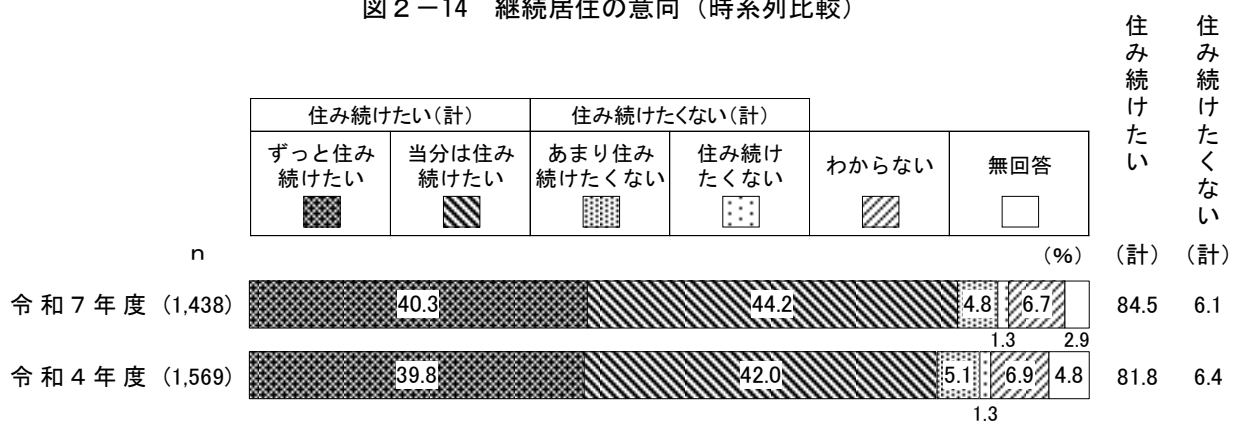 図2－14 継続居住の意向（時系列比較）
住み続けたい
住み続けたくない
住み続けたい（計）
住み続けたくない（計）
ずっと住み
続けたい
当分は住み
続けたい
あまり住み
続けたくない
住み続け
たくない
わからない
無回答
n
（%）
（計）
（計）
令和7年度 (1,438)
40.3
44.2
4.8
1.3
6.7
2.9
84.5
6.1
令和4年度 (1,569)
39.8
42.0
5.1
1.3
6.9
4.8
81.8
6.4